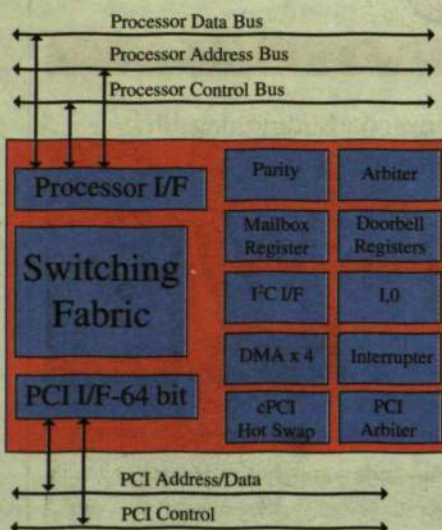 Processor Data Bus
Processor Address Bus
Processor Control Bus
Processor I/F
Parity
Arbiter
Switching
Fabric
Mailbox
Register
Doorbell
Registers
I²C I/F
I,0
DMA x 4
Interrupter
PCI I/F-64 bit
cPCI
Hot Swap
PCI
Arbiter
PCI Address/Data
PCI Control